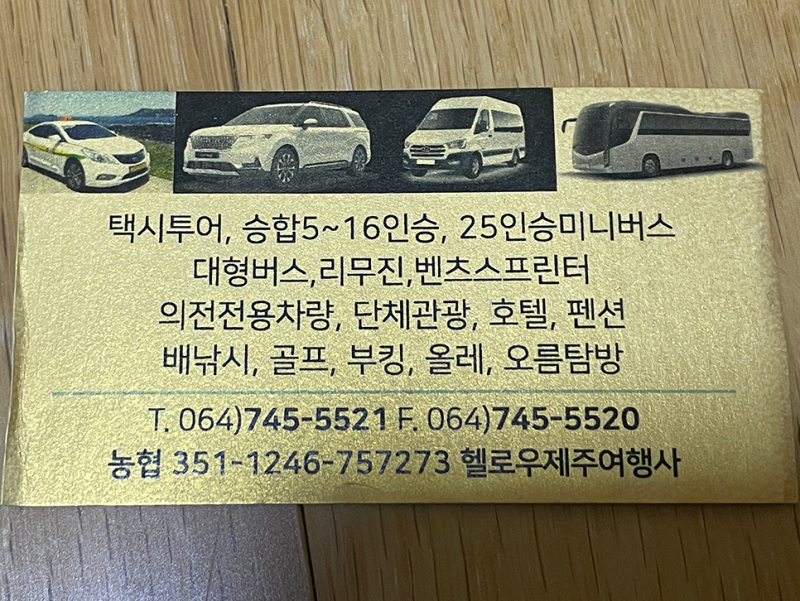 택시투어, 승합5~16인승, 25인승미니버스
대형버스,리무진,벤츠스프린터
의전전용차량, 단체관광, 호텔, 펜션
배낚시, 골프, 부킹, 올레, 오름탐방
T. 064)745-5521 F. 064)745-5520
농협 351-1246-757273 헬로우제주여행사